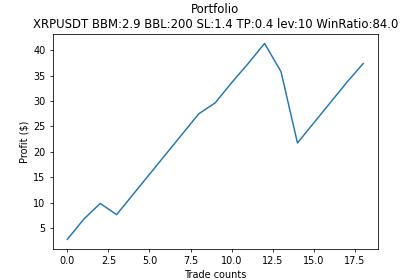 Portfolio
XRPUSDT BBM:2.9 BBL:200 SL:1.4 TP:0.4 lev:10 WinRatio:84.0
40
35
30
25
20
15
10
5
Profit ($)
0.0 2.5 5.0 7.5 10.0 12.5 15.0 17.5
Trade counts